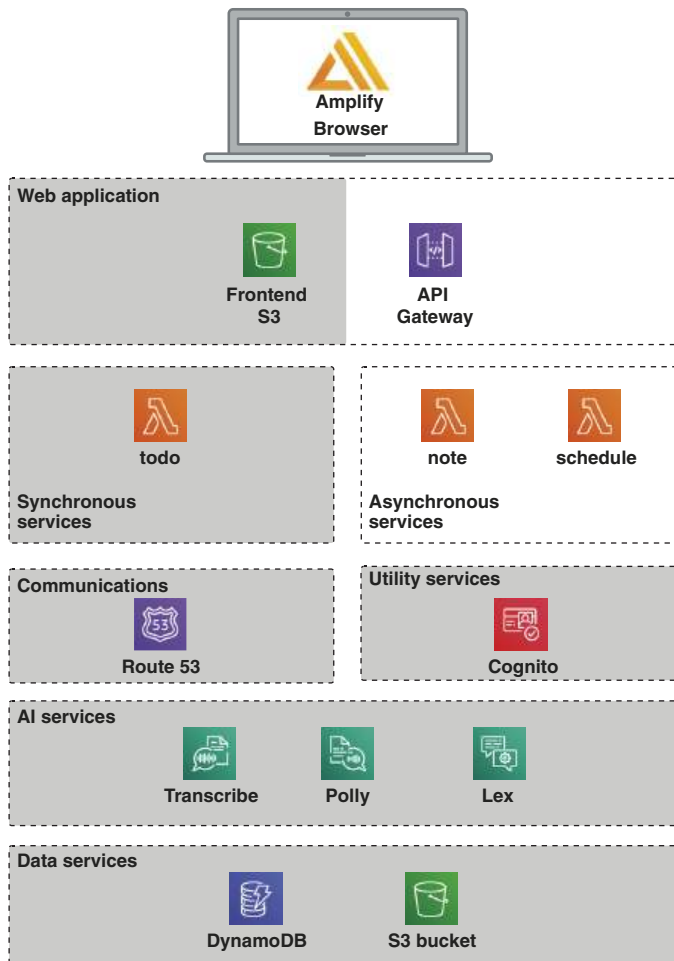 Amplify
Browser
Web application
Frontend
S3
API
Gateway
todo
Synchronous
services
note
schedule
Asynchronous
services
Communications
53
Route 53
Utility services
Cognito
AI services
Transcribe
Polly
Lex
Data services
DynamoDB
S3 bucket